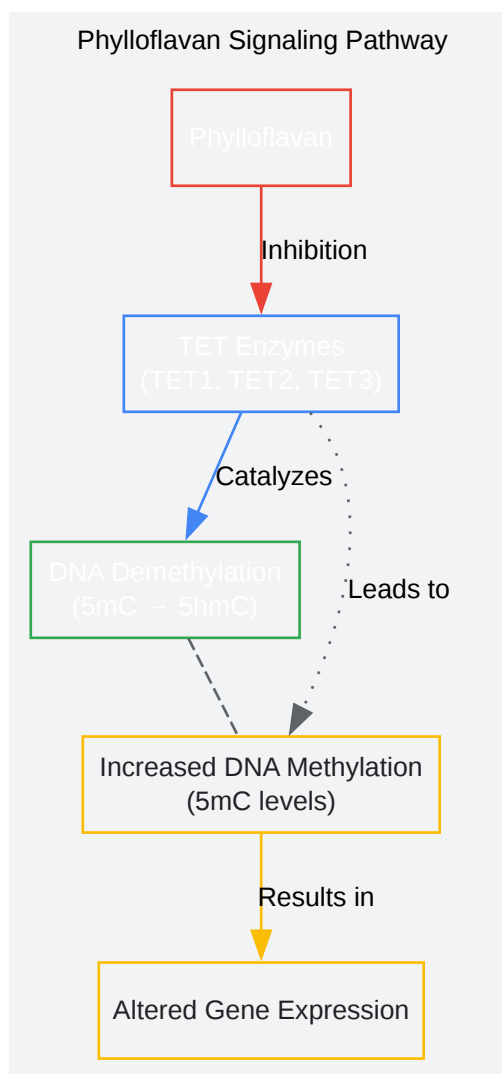 Phylloflavan Signaling Pathway
Phylloflavan
Inhibition
TET Enzymes
(TET1, TET2, TET3)
Catalyzes
DNA Demethylation
(5mC → 5hmC)
Leads to
Increased DNA Methylation
(5mC levels)
Results in
Altered Gene Expression